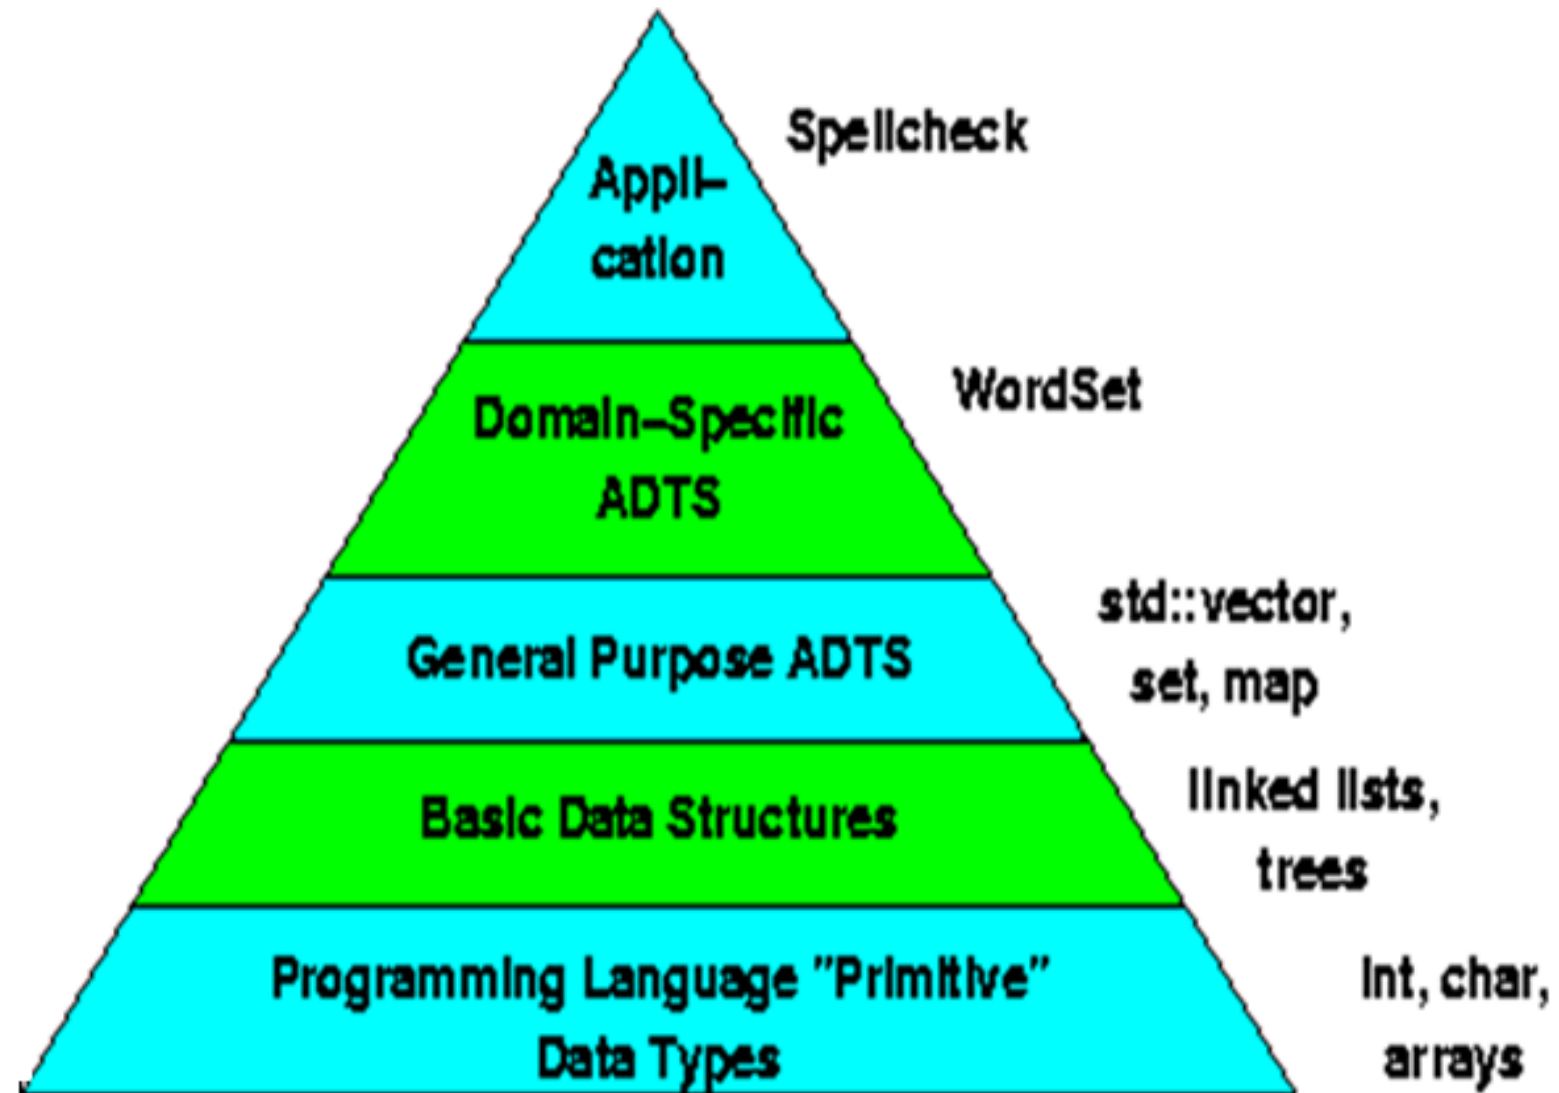 Spellcheck
Appli–
cation
WordSet
Domain–Specific
ADTS
std::vector,
set, map
General Purpose ADTS
linked lists,
trees
Basic Data Structures
Programming Language "Primitive"
Data Types
int, char,
arrays